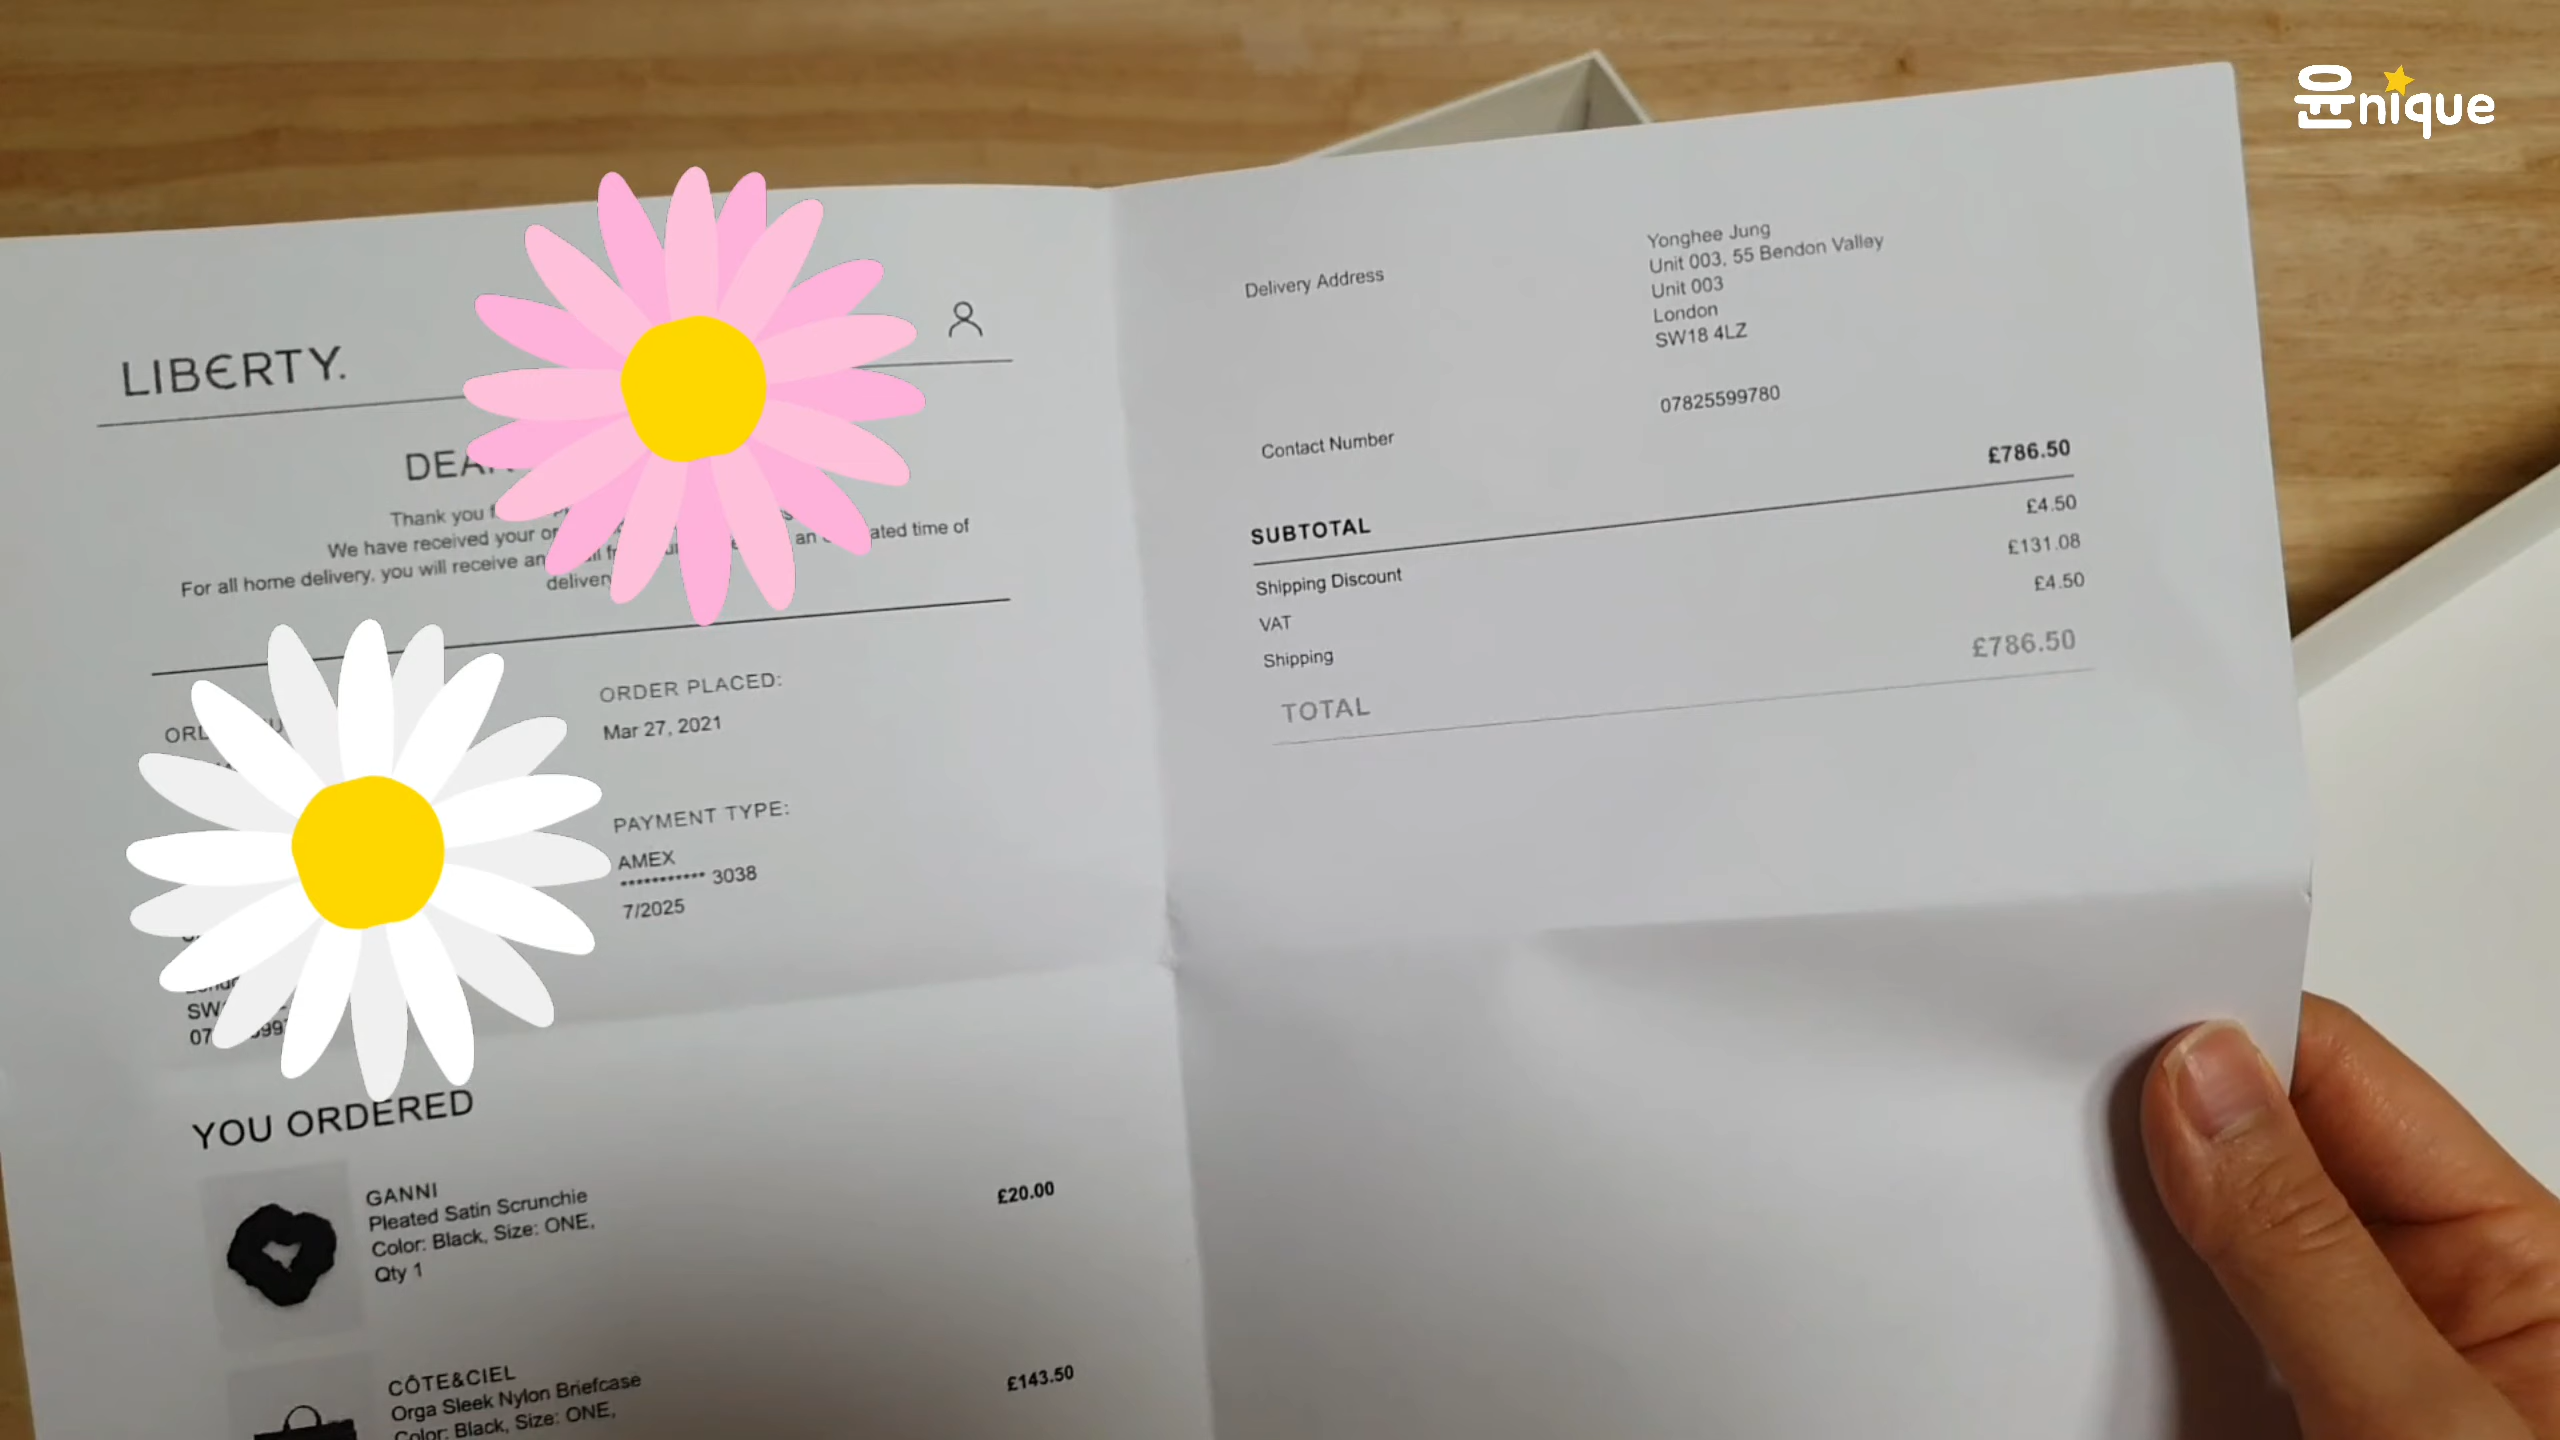 윤nique
LIBERTY.
DEAR
Thank you
We have received your
For all home delivery, you will receive an
an
time of
ORDER PLACED:
Mar 27, 2021
PAYMENT TYPE:
AMEX
*********** 3038
7/2025
YOU ORDERED
GANNI
Pleated Satin Scrunchie
Color: Black, Size: ONE,
Qty 1
£20.00
CÔTE&CIEL
Orga Sleek Nylon Briefcase
Color: Black, Size: ONE,
£143.50
Delivery Address
Yonghee Jung
Unit 003, 55 Bendon Valley
Unit 003
London
SW18 4LZ
Contact Number
07825599780
SUBTOTAL
£786.50
Shipping Discount
£4.50
VAT
£131.08
Shipping
£4.50
TOTAL
£786.50